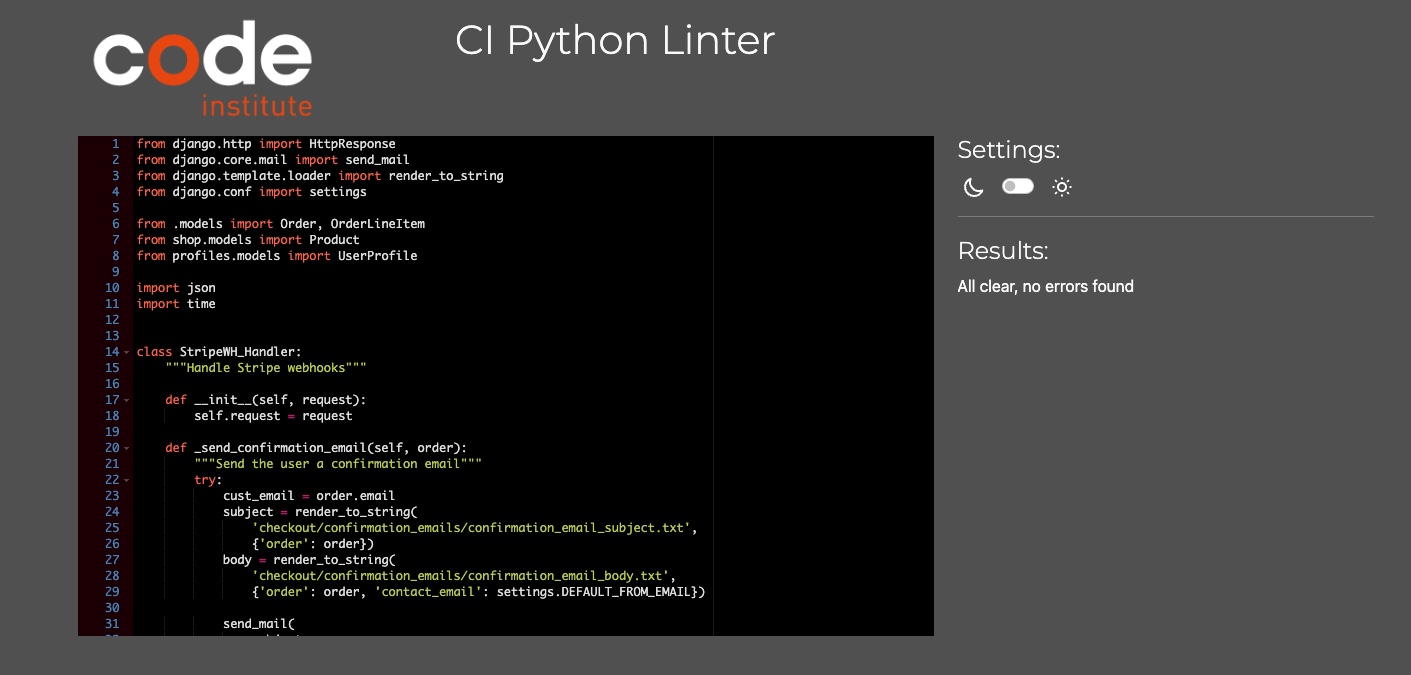 code
institute
CI Python Linter
1 from django.http import HttpResponse
2 from django.core.mail import send_mail
3 from django.template.loader import render_to_string
4 from django.conf import settings
5
6 from .models import Order, OrderLineItem
7 from shop.models import Product
8 from profiles.models import UserProfile
9
10 import json
11 import time
12
13
14 class StripeWH_Handler:
15     """Handle Stripe webhooks"""
16
17     def __init__(self, request):
18         self.request = request
19
20     def _send_confirmation_email(self, order):
21         """Send the user a confirmation email"""
22         try:
23             cust_email = order.email
24             subject = render_to_string(
25                 'checkout/confirmation_emails/confirmation_email_subject.txt',
26                 {'order': order})
27             body = render_to_string(
28                 'checkout/confirmation_emails/confirmation_email_body.txt',
29                 {'order': order, 'contact_email': settings.DEFAULT_FROM_EMAIL})
30
31             send_mail(
Settings:
Results:
All clear, no errors found